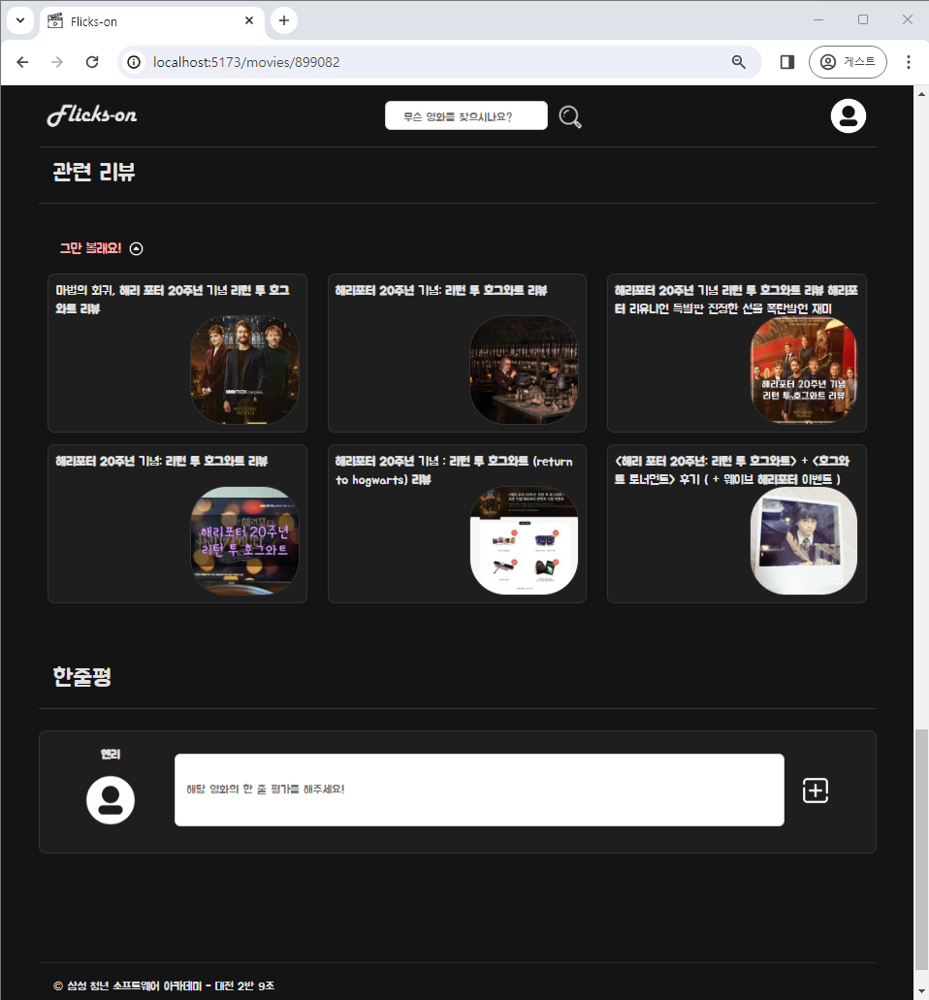 Flicks-on
localhost:5173/movies/899082
게스트
Flicks-on
무슨 영화를 찾으시나요?
관련 리뷰
그만 볼래요!
마법의 회귀, 해리 포터 20주년 기념 리턴 투 호그
와트 리뷰
HBOMAX ORIGINAL
해리포터 20주년 기념: 리턴 투 호그와트 리뷰
해리포터 20주년 기념 리턴 투 호그와트 리뷰 해리포
터 리유니언 특별판 진정한 선물 폭탄발언 재미
해리포터 20주년 기념
리턴 투 호그와트 리뷰
해리포터 20주년 기념: 리턴 투 호그와트 리뷰
해리포터 20주년
리턴 투 호그와트
해리포터 20주년 기념 : 리턴 투 호그와트 (return
to hogwarts) 리뷰
<해리 포터 20주년: 리턴 투 호그와트> + <호그와
트 토너먼트> 후기 ( + 웨이브 해리포터 이벤트 )
한줄평
헨리
해당 영화의 한 줄 평가를 해주세요!
© 삼성 청년 소프트웨어 아카데미 - 대전 2반 9조